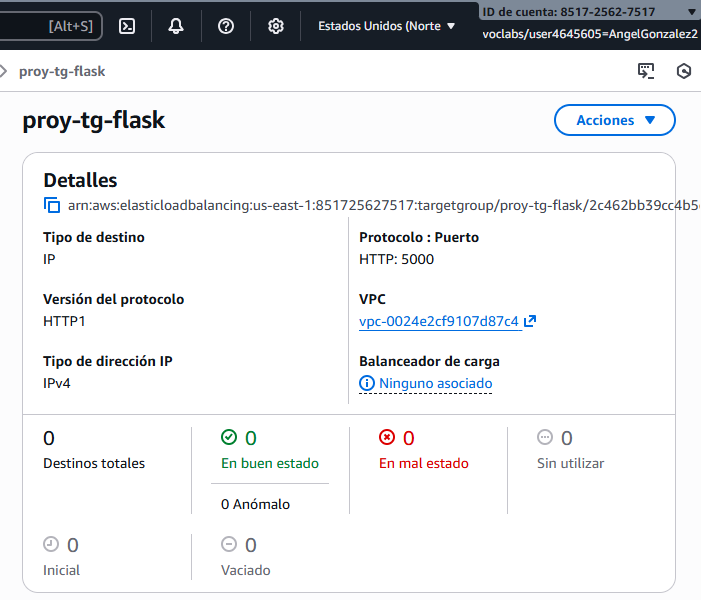 [Alt+S]
Estados Unidos (Norte
ID de cuenta: 8517-2562-7517
voclabs/user4645605=AngelGonzalez2
proy-tg-flask
proy-tg-flask
Acciones
Detalles
arn:aws:elasticloadbalancing:us-east-1:851725627517:targetgroup/proy-tg-flask/2c462bb39cc4b5
Tipo de destino
IP
Protocolo : Puerto
HTTP: 5000
Versión del protocolo
HTTP1
VPC
vpc-0024e2cf9107d87c4
Tipo de dirección IP
IPv4
Balanceador de carga
Ninguno asociado
0
Destinos totales
0
En buen estado
0 Anómalo
0
En mal estado
0
Sin utilizar
0
Inicial
0
Vaciado